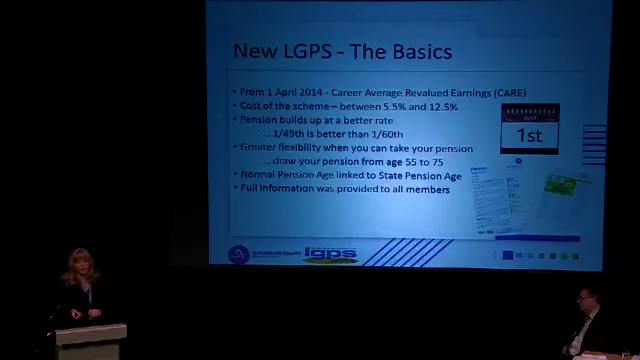 New LGPS - The Basics
• From 1 April 2014 - Career Average Revalued Earnings (CARE)
• Cost of the scheme – between 5.5% and 12.5%
• Pension builds up at a better rate
... 1/49th is better than 1/60th
• Greater flexibility when you can take your pension
... draw your pension from age 55 to 75
• Normal Pension Age linked to State Pension Age
• Full information was provided to all members
April
1st
lgps